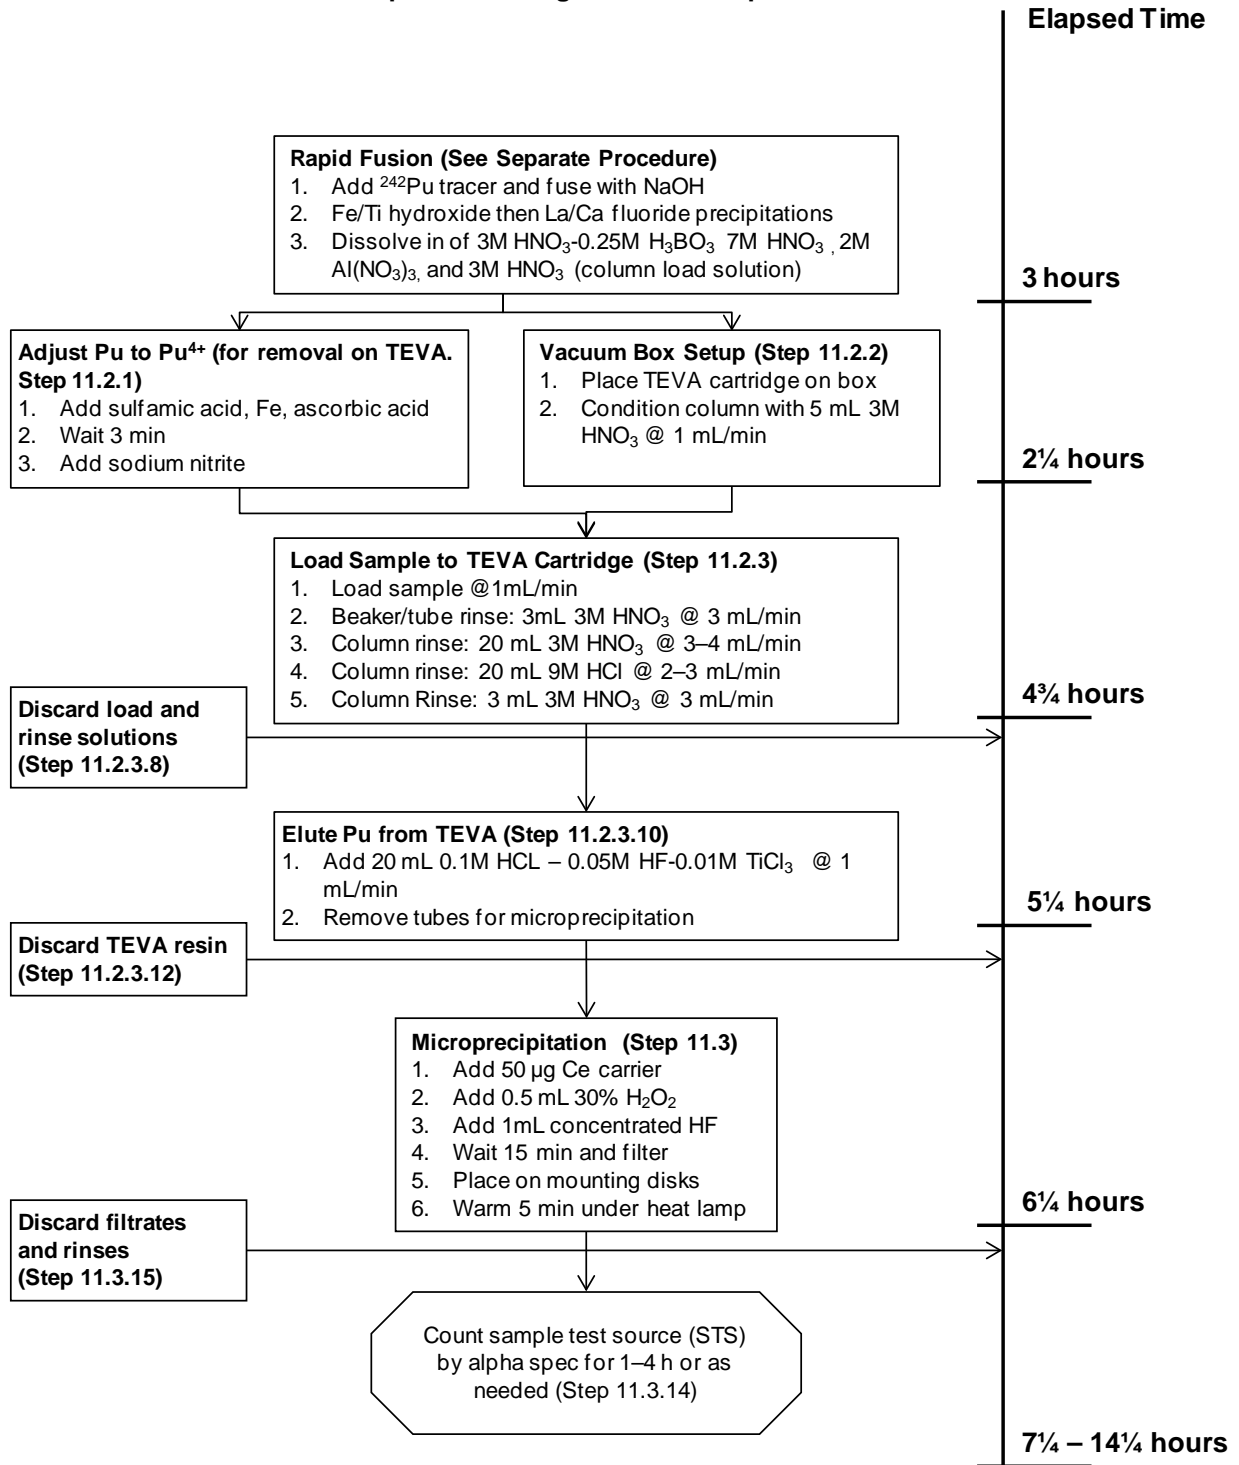 Elapsed Time
Rapid Fusion (See Separate Procedure)
1. Add ²⁴²Pu tracer and fuse with NaOH
2. Fe/Ti hydroxide then La/Ca fluoride precipitations
3. Dissolve in of 3M HNO₃-0.25M H₃BO₃ 7M HNO₃ , 2M
Al(NO₃)₃, and 3M HNO₃ (column load solution)
3 hours
Adjust Pu to Pu⁴⁺ (for removal on TEVA.
Step 11.2.1)
1. Add sulfamic acid, Fe, ascorbic acid
2. Wait 3 min
3. Add sodium nitrite
Vacuum Box Setup (Step 11.2.2)
1. Place TEVA cartridge on box
2. Condition column with 5 mL 3M
HNO₃ @ 1 mL/min
2¼ hours
Load Sample to TEVA Cartridge (Step 11.2.3)
1. Load sample @1mL/min
2. Beaker/tube rinse: 3mL 3M HNO₃ @ 3 mL/min
3. Column rinse: 20 mL 3M HNO₃ @ 3–4 mL/min
4. Column rinse: 20 mL 9M HCl @ 2–3 mL/min
5. Column Rinse: 3 mL 3M HNO₃ @ 3 mL/min
4¾ hours
Discard load and
rinse solutions
(Step 11.2.3.8)
Elute Pu from TEVA (Step 11.2.3.10)
1. Add 20 mL 0.1M HCL – 0.05M HF-0.01M TiCl₃ @ 1
mL/min
2. Remove tubes for microprecipitation
5¼ hours
Discard TEVA resin
(Step 11.2.3.12)
Microprecipitation (Step 11.3)
1. Add 50 µg Ce carrier
2. Add 0.5 mL 30% H₂O₂
3. Add 1mL concentrated HF
4. Wait 15 min and filter
5. Place on mounting disks
6. Warm 5 min under heat lamp
6¼ hours
Discard filtrates
and rinses
(Step 11.3.15)
Count sample test source (STS)
by alpha spec for 1–4 h or as
needed (Step 11.3.14)
7¼ – 14¼ hours